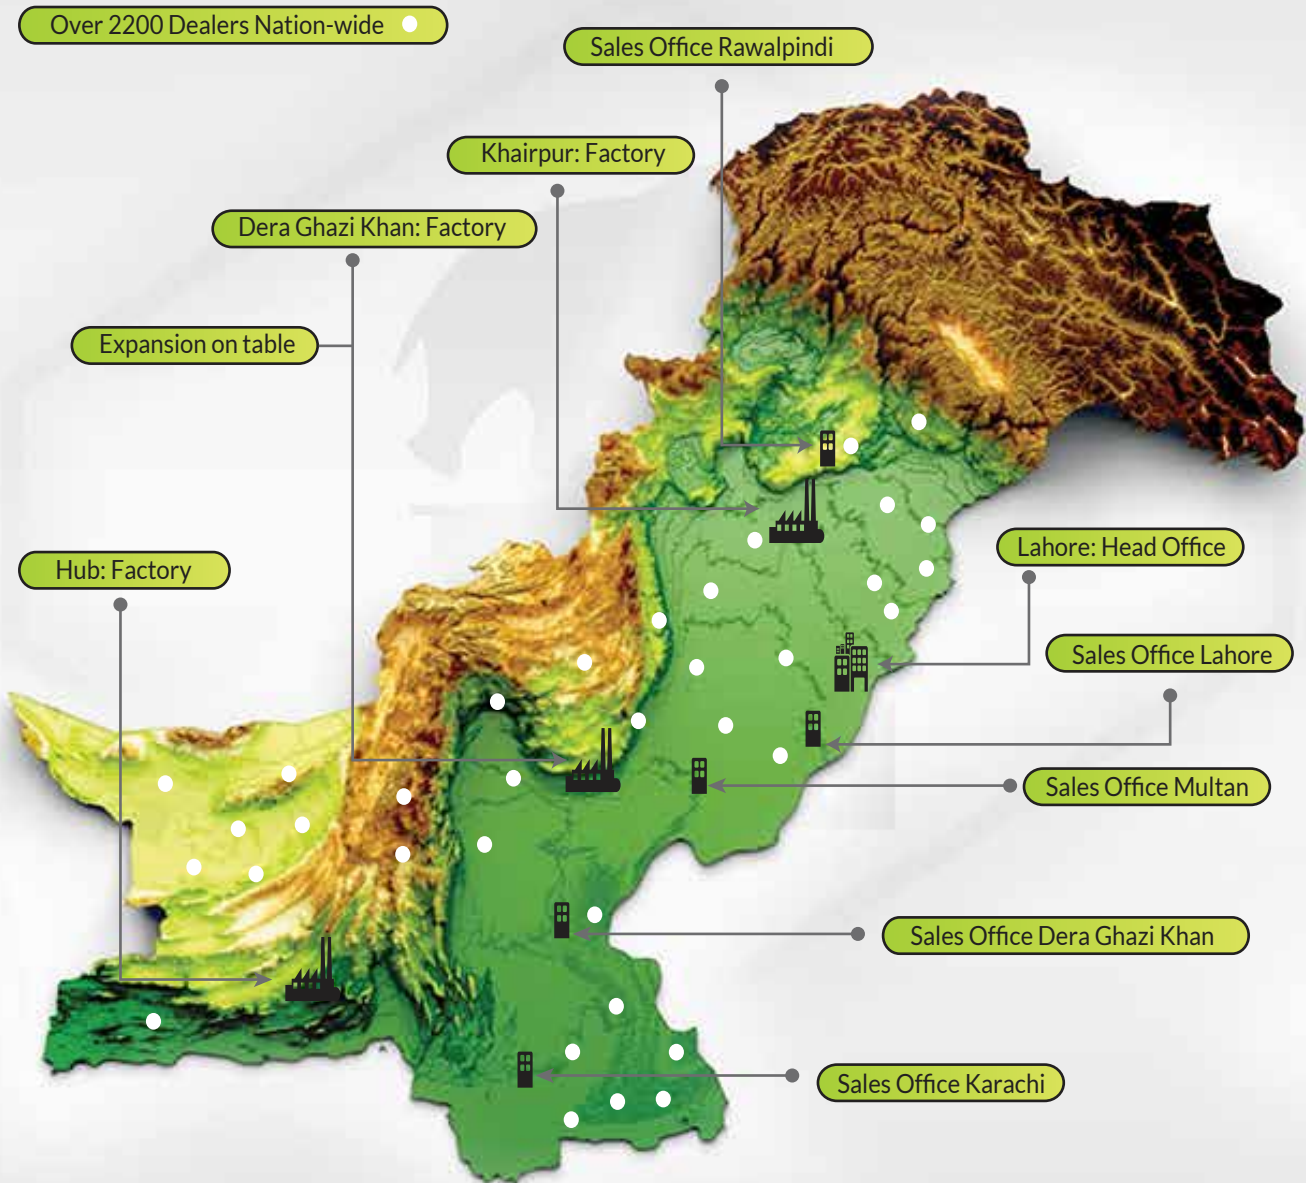 Over 2200 Dealers Nation-wide
Sales Office Rawalpindi
Khairpur: Factory
Dera Ghazi Khan: Factory
Expansion on table
Hub: Factory
Lahore: Head Office
Sales Office Lahore
Sales Office Multan
Sales Office Dera Ghazi Khan
Sales Office Karachi